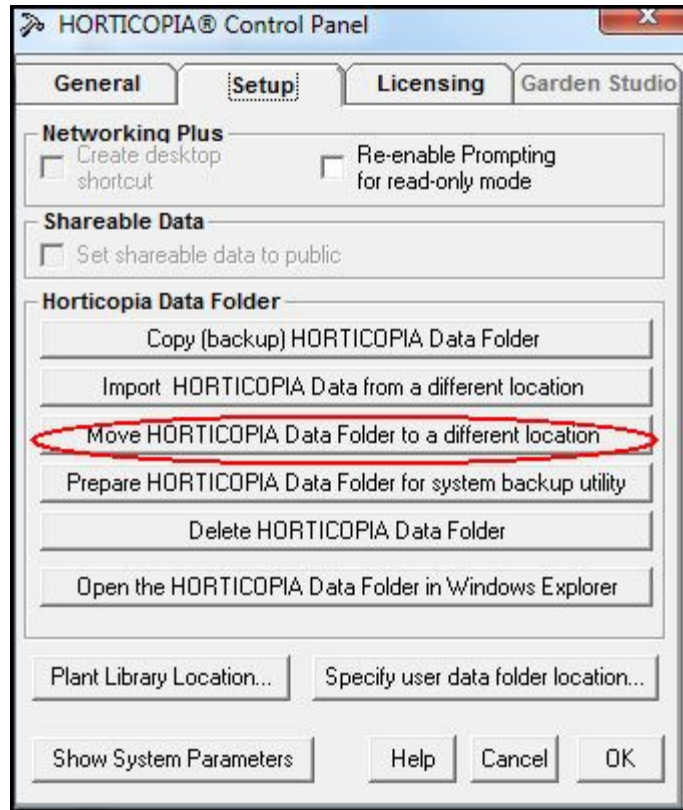 HORTICOPIA® Control Panel
General Setup Licensing Garden Studio
Networking Plus
Create desktop shortcut
Re-enable Prompting for read-only mode
Shareable Data
Set shareable data to public
Horticopia Data Folder
Copy (backup) HORTICOPIA Data Folder
Import HORTICOPIA Data from a different location
Move HORTICOPIA Data Folder to a different location
Prepare HORTICOPIA Data Folder for system backup utility
Delete HORTICOPIA Data Folder
Open the HORTICOPIA Data Folder in Windows Explorer
Plant Library Location... Specify user data folder location...
Show System Parameters Help Cancel OK